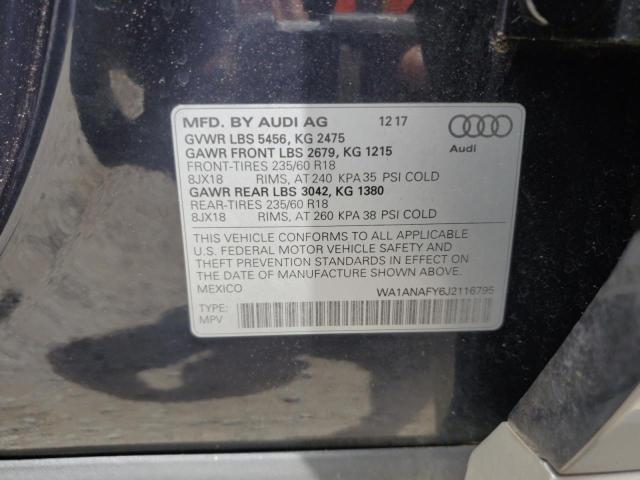 MFD. BY AUDI AG 12 17
GVWR LBS 5456, KG 2475
GAWR FRONT LBS 2679, KG 1215
FRONT-TIRES 235/60 R18
8JX18 RIMS, AT 240 KPA 35 PSI COLD
GAWR REAR LBS 3042, KG 1380
REAR-TIRES 235/60 R18
8JX18 RIMS, AT 260 KPA 38 PSI COLD
Audi
THIS VEHICLE CONFORMS TO ALL APPLICABLE
U.S. FEDERAL MOTOR VEHICLE SAFETY AND
THEFT PREVENTION STANDARDS IN EFFECT ON
THE DATE OF MANUFACTURE SHOWN ABOVE.
MEXICO WA1ANAFY6J2116795
TYPE:
MPV